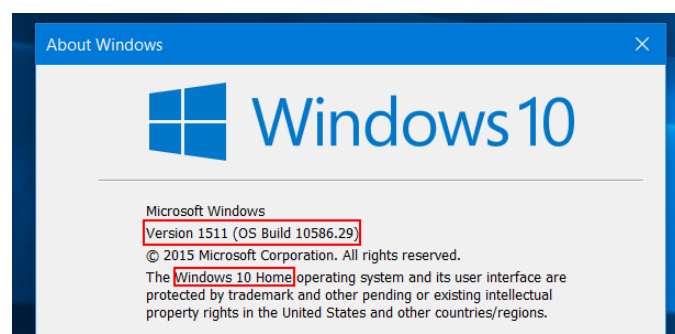 About Windows
Windows 10
Microsoft Windows
Version 1511 (OS Build 10586.29)
© 2015 Microsoft Corporation. All rights reserved.
The Windows 10 Home operating system and its user interface are
protected by trademark and other pending or existing intellectual
property rights in the United States and other countries/regions.